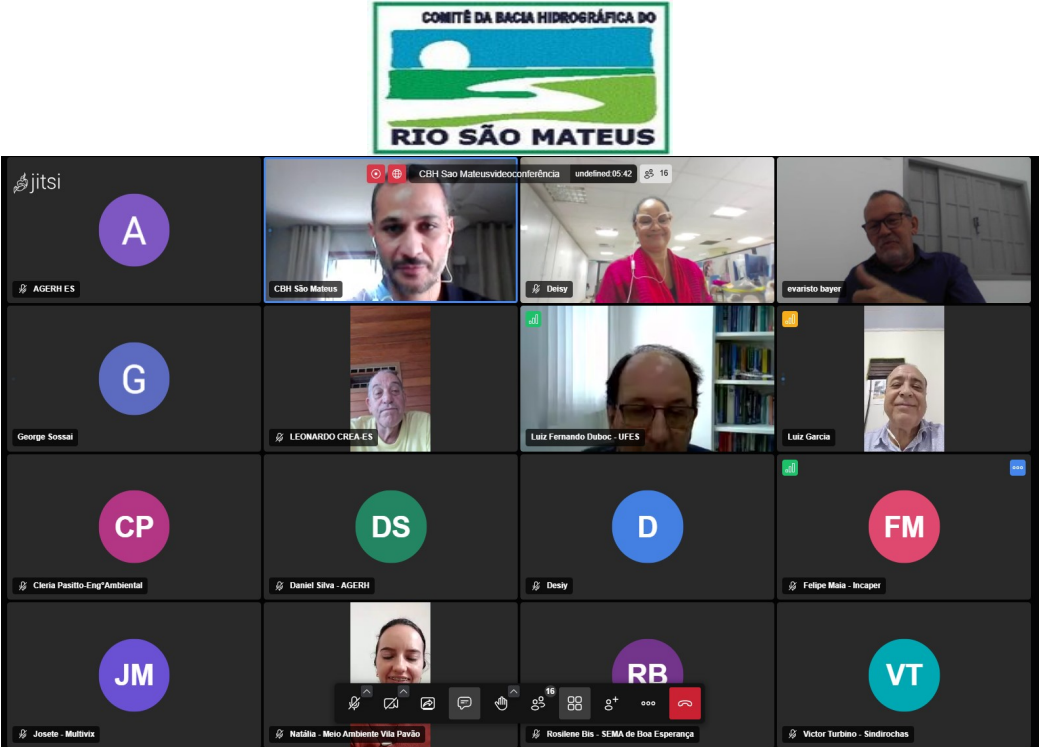 COMITÊ DA BACIA HIDROGRÁFICA DO
RIO SÃO MATEUS
jitsi
CBH Sao Mateusvideoconferência undefined:05:42 16
A
AGERH ES
CBH São Mateus
Deisy
evaristo bayer
G
George Sossai
LEONARDO CREA-ES
Luiz Fernando Duboc - UFES
Luiz Garcia
CP
DS
D
FM
Cleria Pasitto-EngªAmbiental
Daniel Silva - AGERH
Desiy
Felipe Maia - Incaper
JM
RB
VT
16
Josete - Multivix
Natália - Meio Ambiente Vila Pavão
Rosilene Bis - SEMA de Boa Esperança
Victor Turbino - Sindirochas